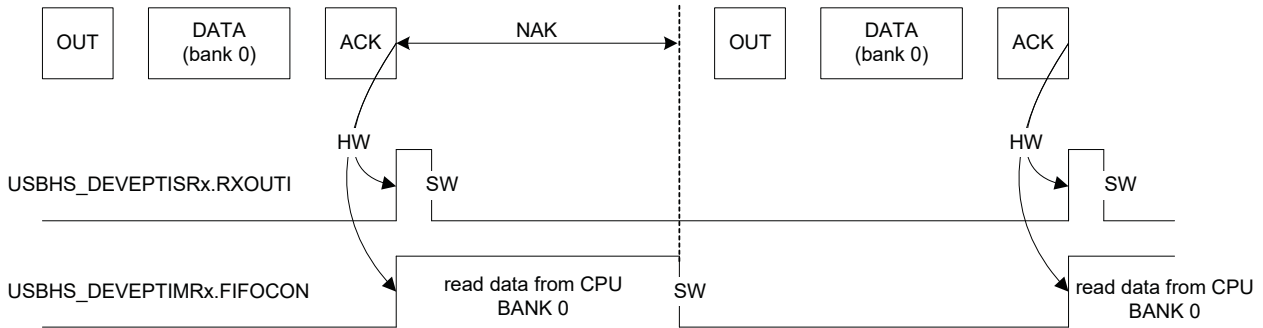 OUT
DATA
(bank 0)
ACK
NAK
OUT
DATA
(bank 0)
ACK
HW
HW
USBHS_DEVEPTISRx.RXOUTI
SW
SW
USBHS_DEVEPTIMRx.FIFOCON
read data from CPU
BANK 0
SW
read data from CPU
BANK 0